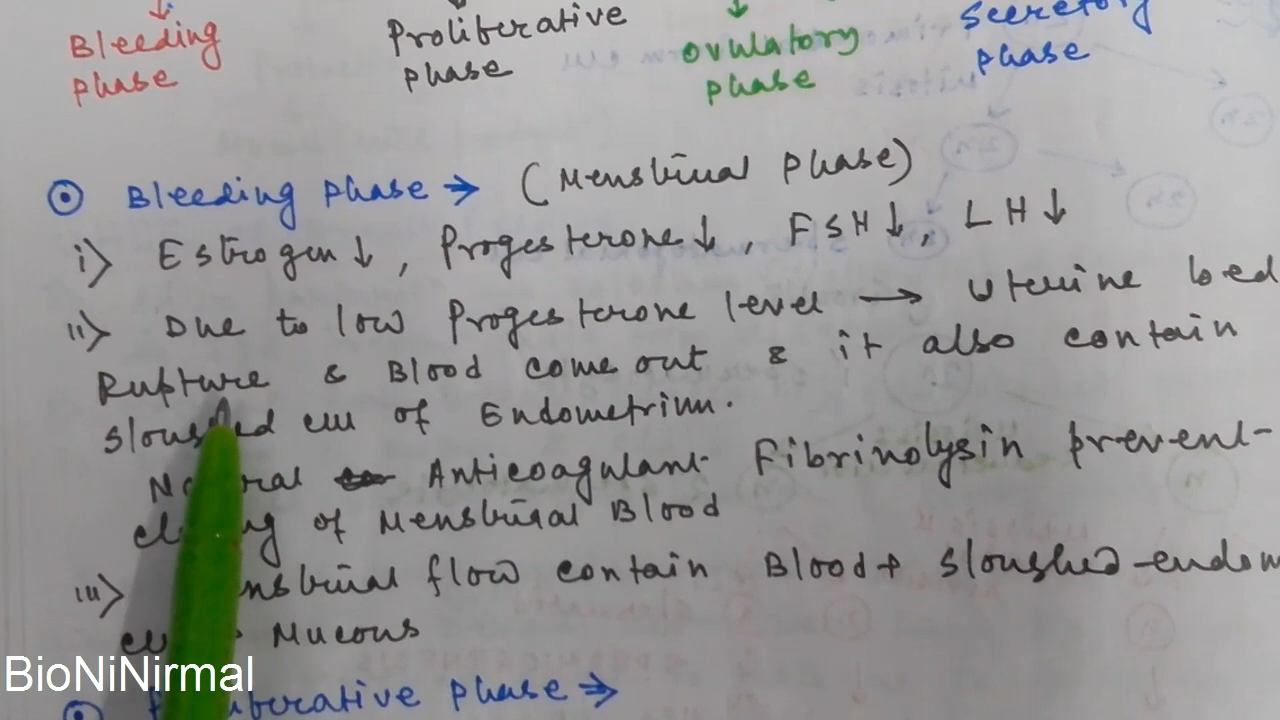 Bleeding phase
Proliferative phase
ovulatory phase
Secretory phase
Bleeding phase → (Menstrual phase)
i) Estrogen↓, Progesterone↓, FSH↓, LH↓
ii) Due to low Progesterone level → Uterine bed
Rupture & Blood come out & it also contain
of Endometrium.
Anticoagulant Fibrinolysin prevent-
of Menstrual Blood
iii) flow contain Blood + Sloughed endom
Mucous
phase →
BioNiNirmal